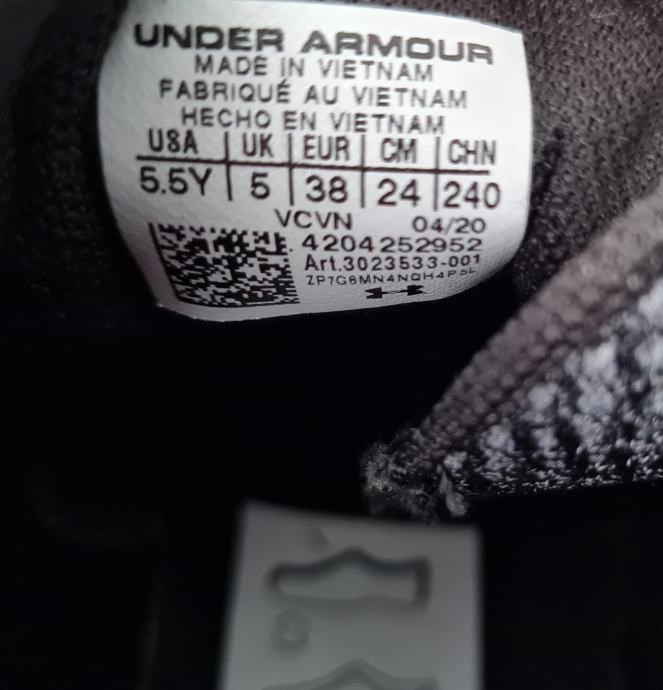 UNDER ARMOUR
MADE IN VIETNAM
FABRIQUÉ AU VIETNAM
HECHO EN VIETNAM
USA UK EUR CM CHN
5.5Y 5 38 24 240
VCVN 04/20
4204252952
Art.3023533-001